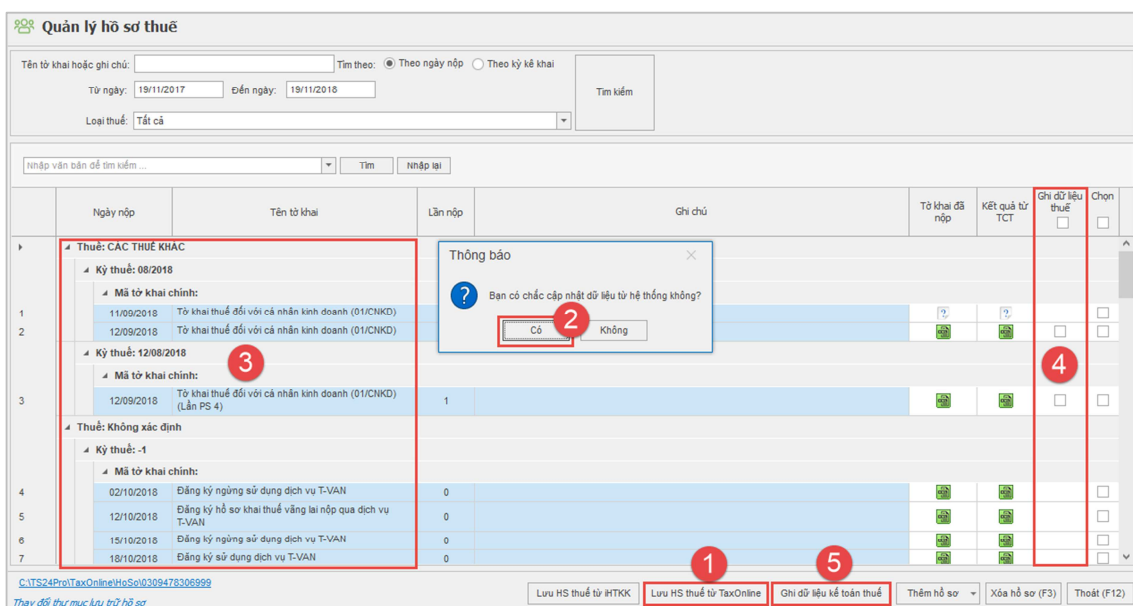 Quản lý hồ sơ thuế
Tên tờ khai hoặc ghi chú: Tìm theo: Theo ngày nộp Theo kỳ kê khai
Từ ngày: 19/11/2017 Đến ngày: 19/11/2018 Tìm kiếm
Loại thuế: Tất cả
Nhập văn bản để tìm kiếm ... Tìm Nhập lại
Ngày nộp Tên tờ khai Lần nộp Ghi chú Tờ khai đã nộp Kết quả từ TCT Ghi dữ liệu thuế Chọn
Thuế: CÁC THUẾ KHÁC
Kỳ thuế: 08/2018
Mã tờ khai chính:
1 11/09/2018 Tờ khai thuế đối với cá nhân kinh doanh (01/CNKD)
2 12/09/2018 Tờ khai thuế đối với cá nhân kinh doanh (01/CNKD)
Kỳ thuế: 12/08/2018
Mã tờ khai chính:
3 12/09/2018 Tờ khai thuế đối với cá nhân kinh doanh (01/CNKD) (Lần PS 4) 1
Thuế: Không xác định
Kỳ thuế: -1
Mã tờ khai chính:
4 02/10/2018 Đăng ký ngừng sử dụng dịch vụ T-VAN 0
5 12/10/2018 Đăng ký hồ sơ khai thuế vãng lai nộp qua dịch vụ T-VAN 0
6 15/10/2018 Đăng ký ngừng sử dụng dịch vụ T-VAN 0
7 18/10/2018 Đăng ký sử dụng dịch vụ T-VAN 0
Thông báo
Bạn có chắc cập nhật dữ liệu từ hệ thống không?
Có 2 Không
3
4
1
5
C:\TS24Pro\TaxOnline\HoSo\0309478306999
Thay đổi thư mục lưu trữ hồ sơ
Lưu HS thuế từ iHTKK Lưu HS thuế từ TaxOnline Ghi dữ liệu kế toán thuế Thêm hồ sơ Xóa hồ sơ (F3) Thoát (F12)